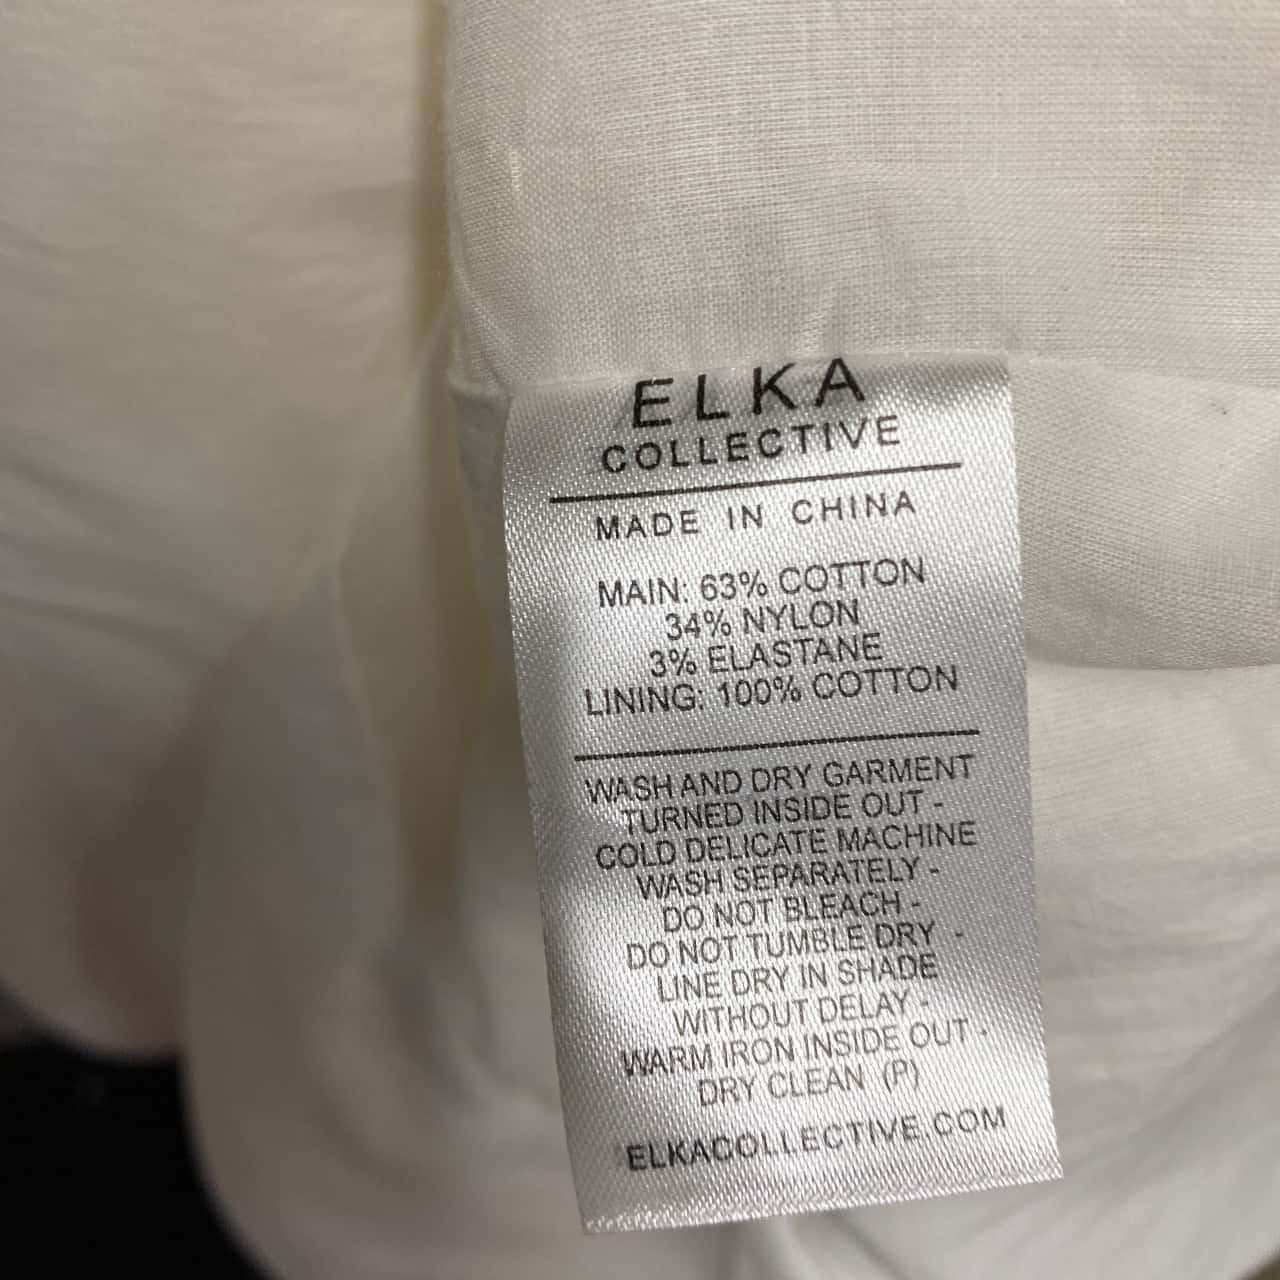 ELKA
COLLECTIVE
MADE IN CHINA
MAIN: 63% COTTON
34% NYLON
3% ELASTANE
LINING: 100% COTTON
WASH AND DRY GARMENT
TURNED INSIDE OUT -
COLD DELICATE MACHINE
WASH SEPARATELY -
DO NOT BLEACH -
DO NOT TUMBLE DRY -
LINE DRY IN SHADE
WITHOUT DELAY -
WARM IRON INSIDE OUT -
DRY CLEAN (P)
ELKACOLLECTIVE.COM